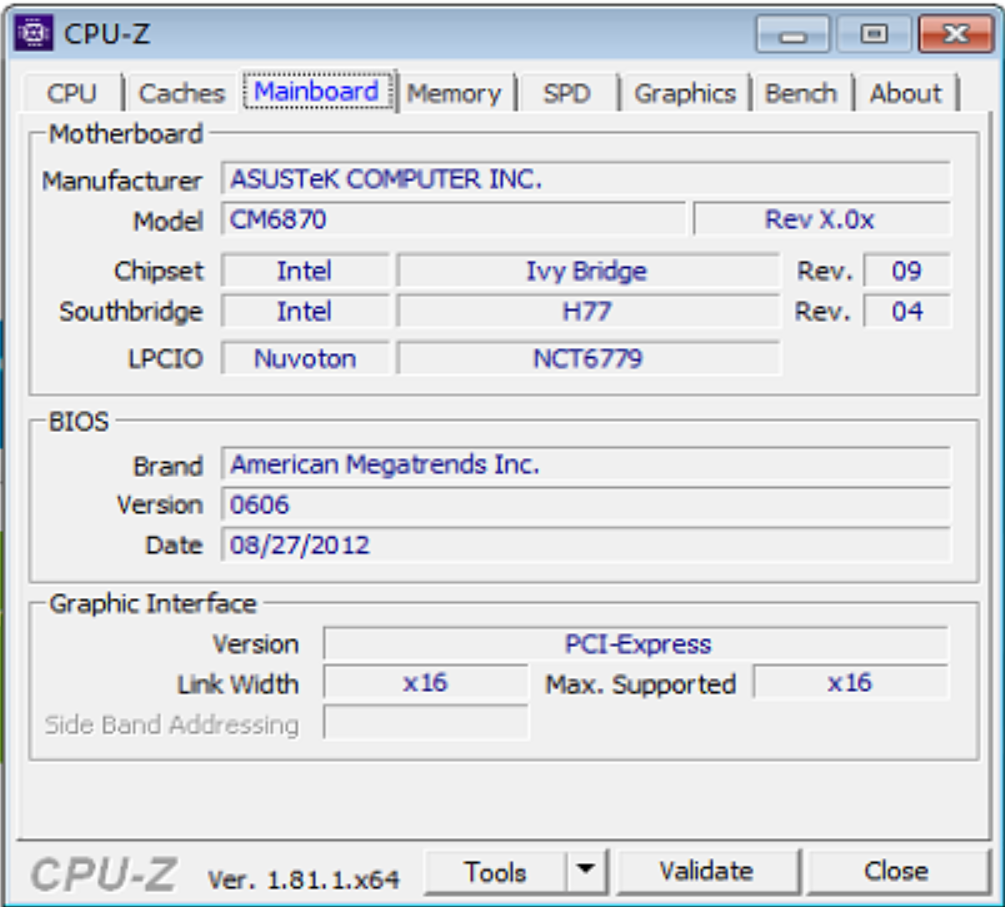 CPU-Z
CPU Caches Mainboard Memory SPD Graphics Bench About
Motherboard
Manufacturer ASUSTeK COMPUTER INC.
Model CM6870 Rev X.0x
Chipset Intel Ivy Bridge Rev. 09
Southbridge Intel H77 Rev. 04
LPCIO Nuvoton NCT6779
BIOS
Brand American Megatrends Inc.
Version 0606
Date 08/27/2012
Graphic Interface
Version PCI-Express
Link Width x16 Max. Supported x16
Side Band Addressing
CPU-Z Ver. 1.81.1.x64 Tools Validate Close